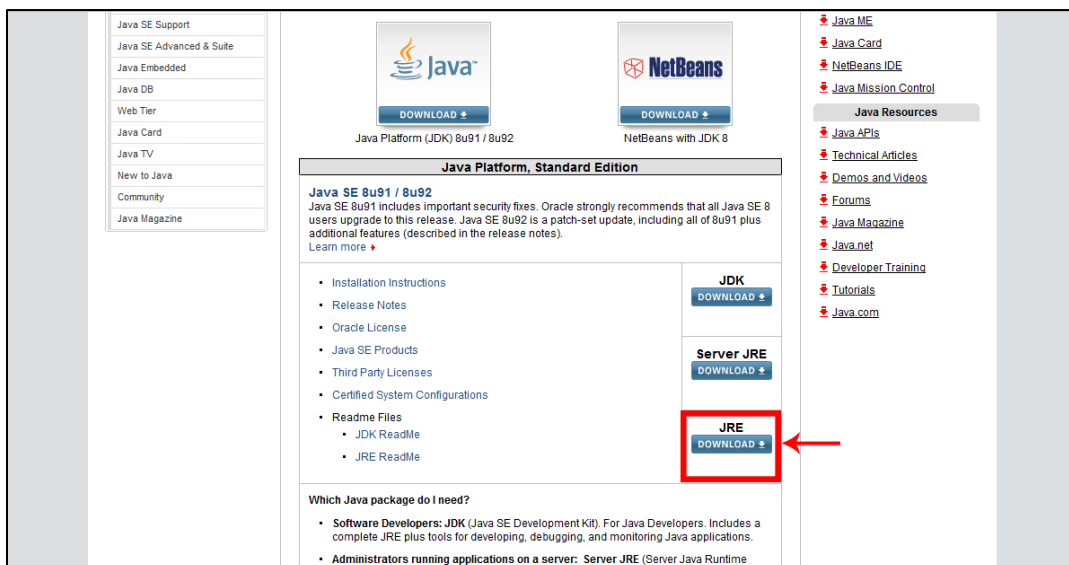 Java SE Support
Java SE Advanced & Suite
Java Embedded
Java DB
Web Tier
Java Card
Java TV
New to Java
Community
Java Magazine
Java™
DOWNLOAD
Java Platform (JDK) 8u91 / 8u92
NetBeans
DOWNLOAD
NetBeans with JDK 8
Java Platform, Standard Edition
Java SE 8u91 / 8u92
Java SE 8u91 includes important security fixes. Oracle strongly recommends that all Java SE 8
users upgrade to this release. Java SE 8u92 is a patch-set update, including all of 8u91 plus
additional features (described in the release notes).
Learn more
Installation Instructions
Release Notes
Oracle License
Java SE Products
Third Party Licenses
Certified System Configurations
Readme Files
JDK ReadMe
JRE ReadMe
JDK
DOWNLOAD
Server JRE
DOWNLOAD
JRE
DOWNLOAD
Which Java package do I need?
Software Developers: JDK (Java SE Development Kit). For Java Developers. Includes a
complete JRE plus tools for developing, debugging, and monitoring Java applications.
Administrators running applications on a server: Server JRE (Server Java Runtime
Java ME
Java Card
NetBeans IDE
Java Mission Control
Java Resources
Java APIs
Technical Articles
Demos and Videos
Forums
Java Magazine
Java.net
Developer Training
Tutorials
Java.com